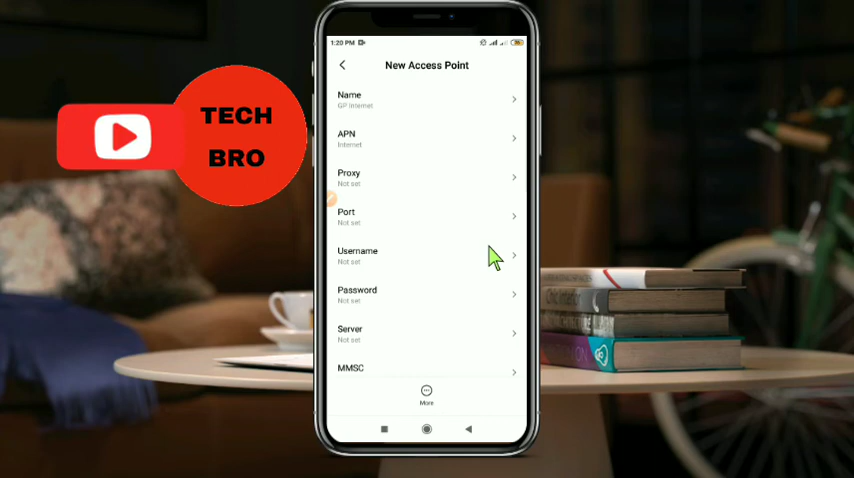 TECH
BRO
1:20 PM
New Access Point
Name
GP Internet
APN
Internet
Proxy
Not set
Port
Not set
Username
Not set
Password
Not set
Server
Not set
MMSC
More